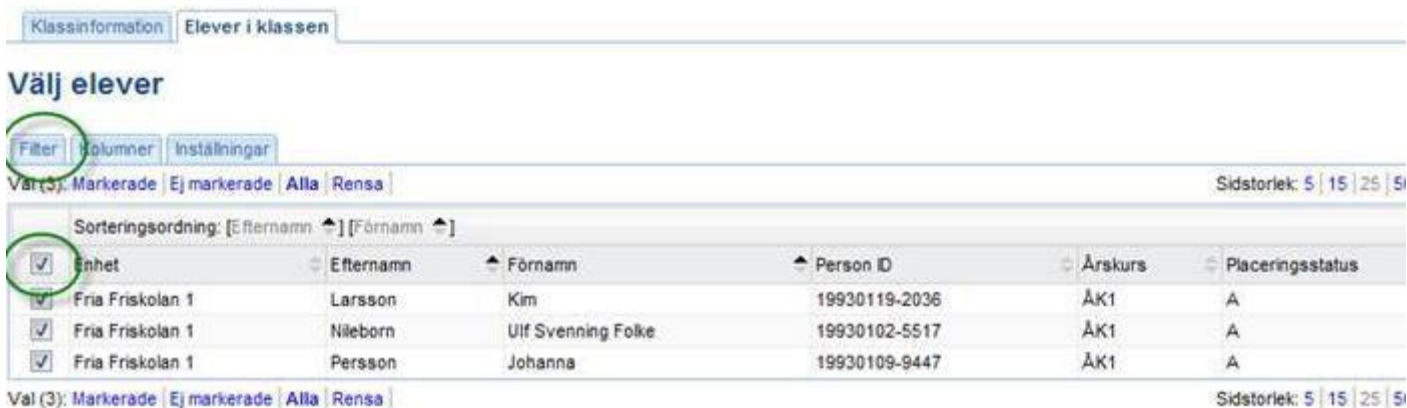 Klassinformation Elever i klassen
Välj elever
Filter Kolumner Inställningar
Val (3): Markerade Ej markerade Alla Rensa Sidstorlek: 5 15 25
Sorteringsordning: [Efternamn ] [Förnamn ]
Enhet Efternamn Förnamn Person ID Årskurs Placeringsstatus
Fria Friskolan 1 Larsson Kim 19930119-2036 ÅK1 A
Fria Friskolan 1 Nileborn Ulf Svenning Folke 19930102-5517 ÅK1 A
Fria Friskolan 1 Persson Johanna 19930109-9447 ÅK1 A
Val (3): Markerade Ej markerade Alla Rensa Sidstorlek: 5 15 25